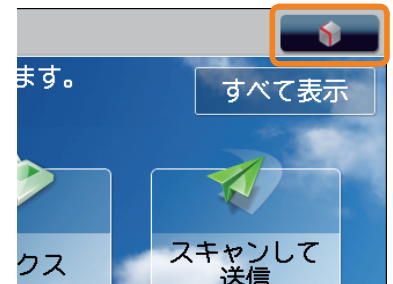 ます。
すべて表示
クス
スキャンして
送信